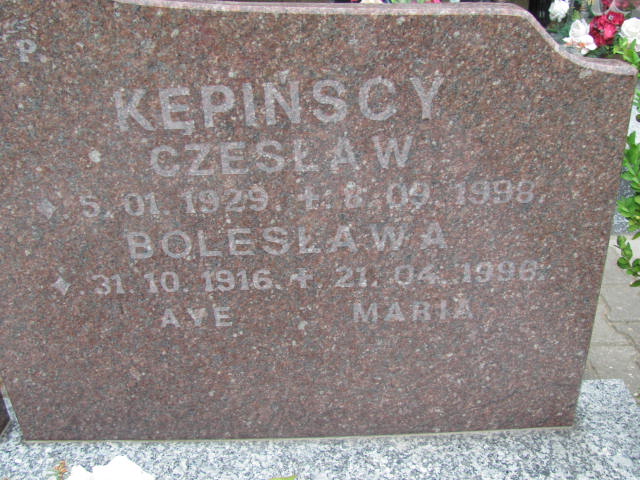 P.
KĘPIŃSCY
CZESŁAW
5. 01. 1929. +. 8. 09. 1998.
BOLESŁAWA
31. 10. 1916. + 21. 04. 1996.
AVE MARIA